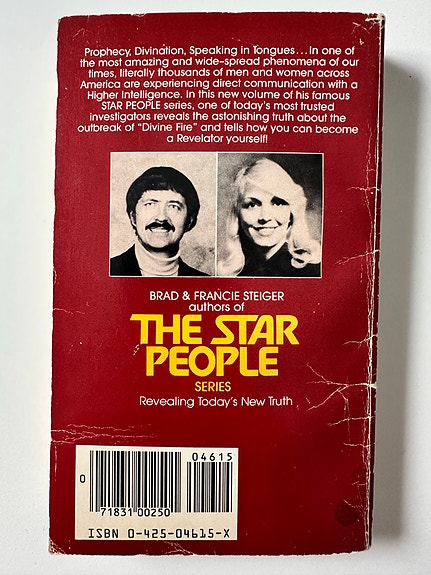 Prophecy, Divination, Speaking in Tongues...In one of
the most amazing and wide-spread phenomena of our
times, literally thousands of men and women across
America are experiencing direct communication with a
Higher Intelligence. In this new volume of his famous
STAR PEOPLE series, one of today's most trusted
investigators reveals the astonishing truth about the
outbreak of "Divine Fire" and tells how you can become
a Revelator yourself!
BRAD & FRANCIE STEIGER
authors of
THE STAR
PEOPLE
SERIES
Revealing Today's New Truth
04615
0
71831 00250
ISBN 0-425-04615-X